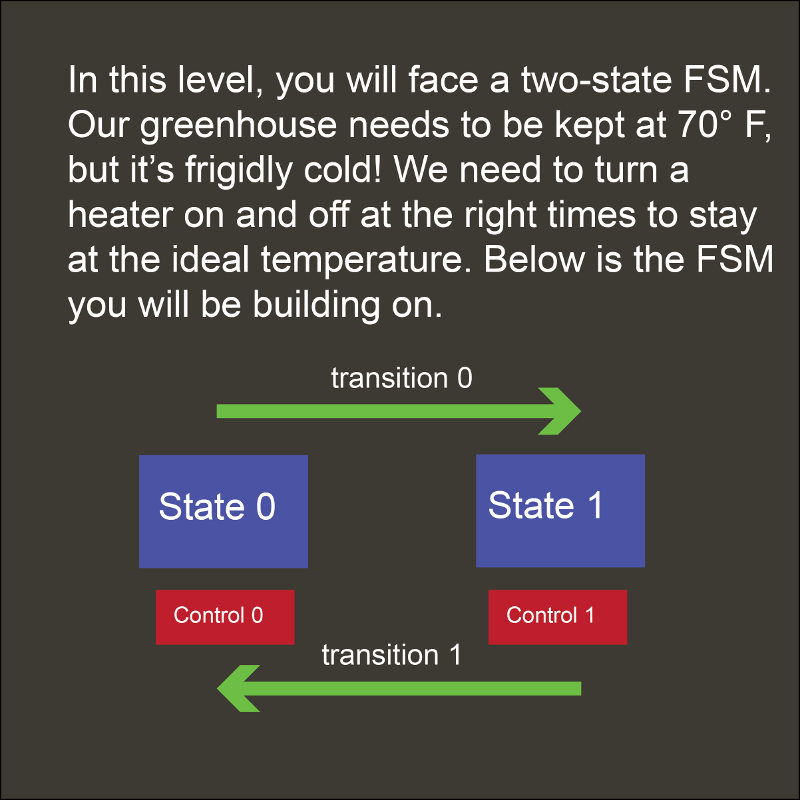 In this level, you will face a two-state FSM.
Our greenhouse needs to be kept at 70° F,
but it’s frigidly cold! We need to turn a
heater on and off at the right times to stay
at the ideal temperature. Below is the FSM
you will be building on.
transition 0
State 0
State 1
Control 0
Control 1
transition 1